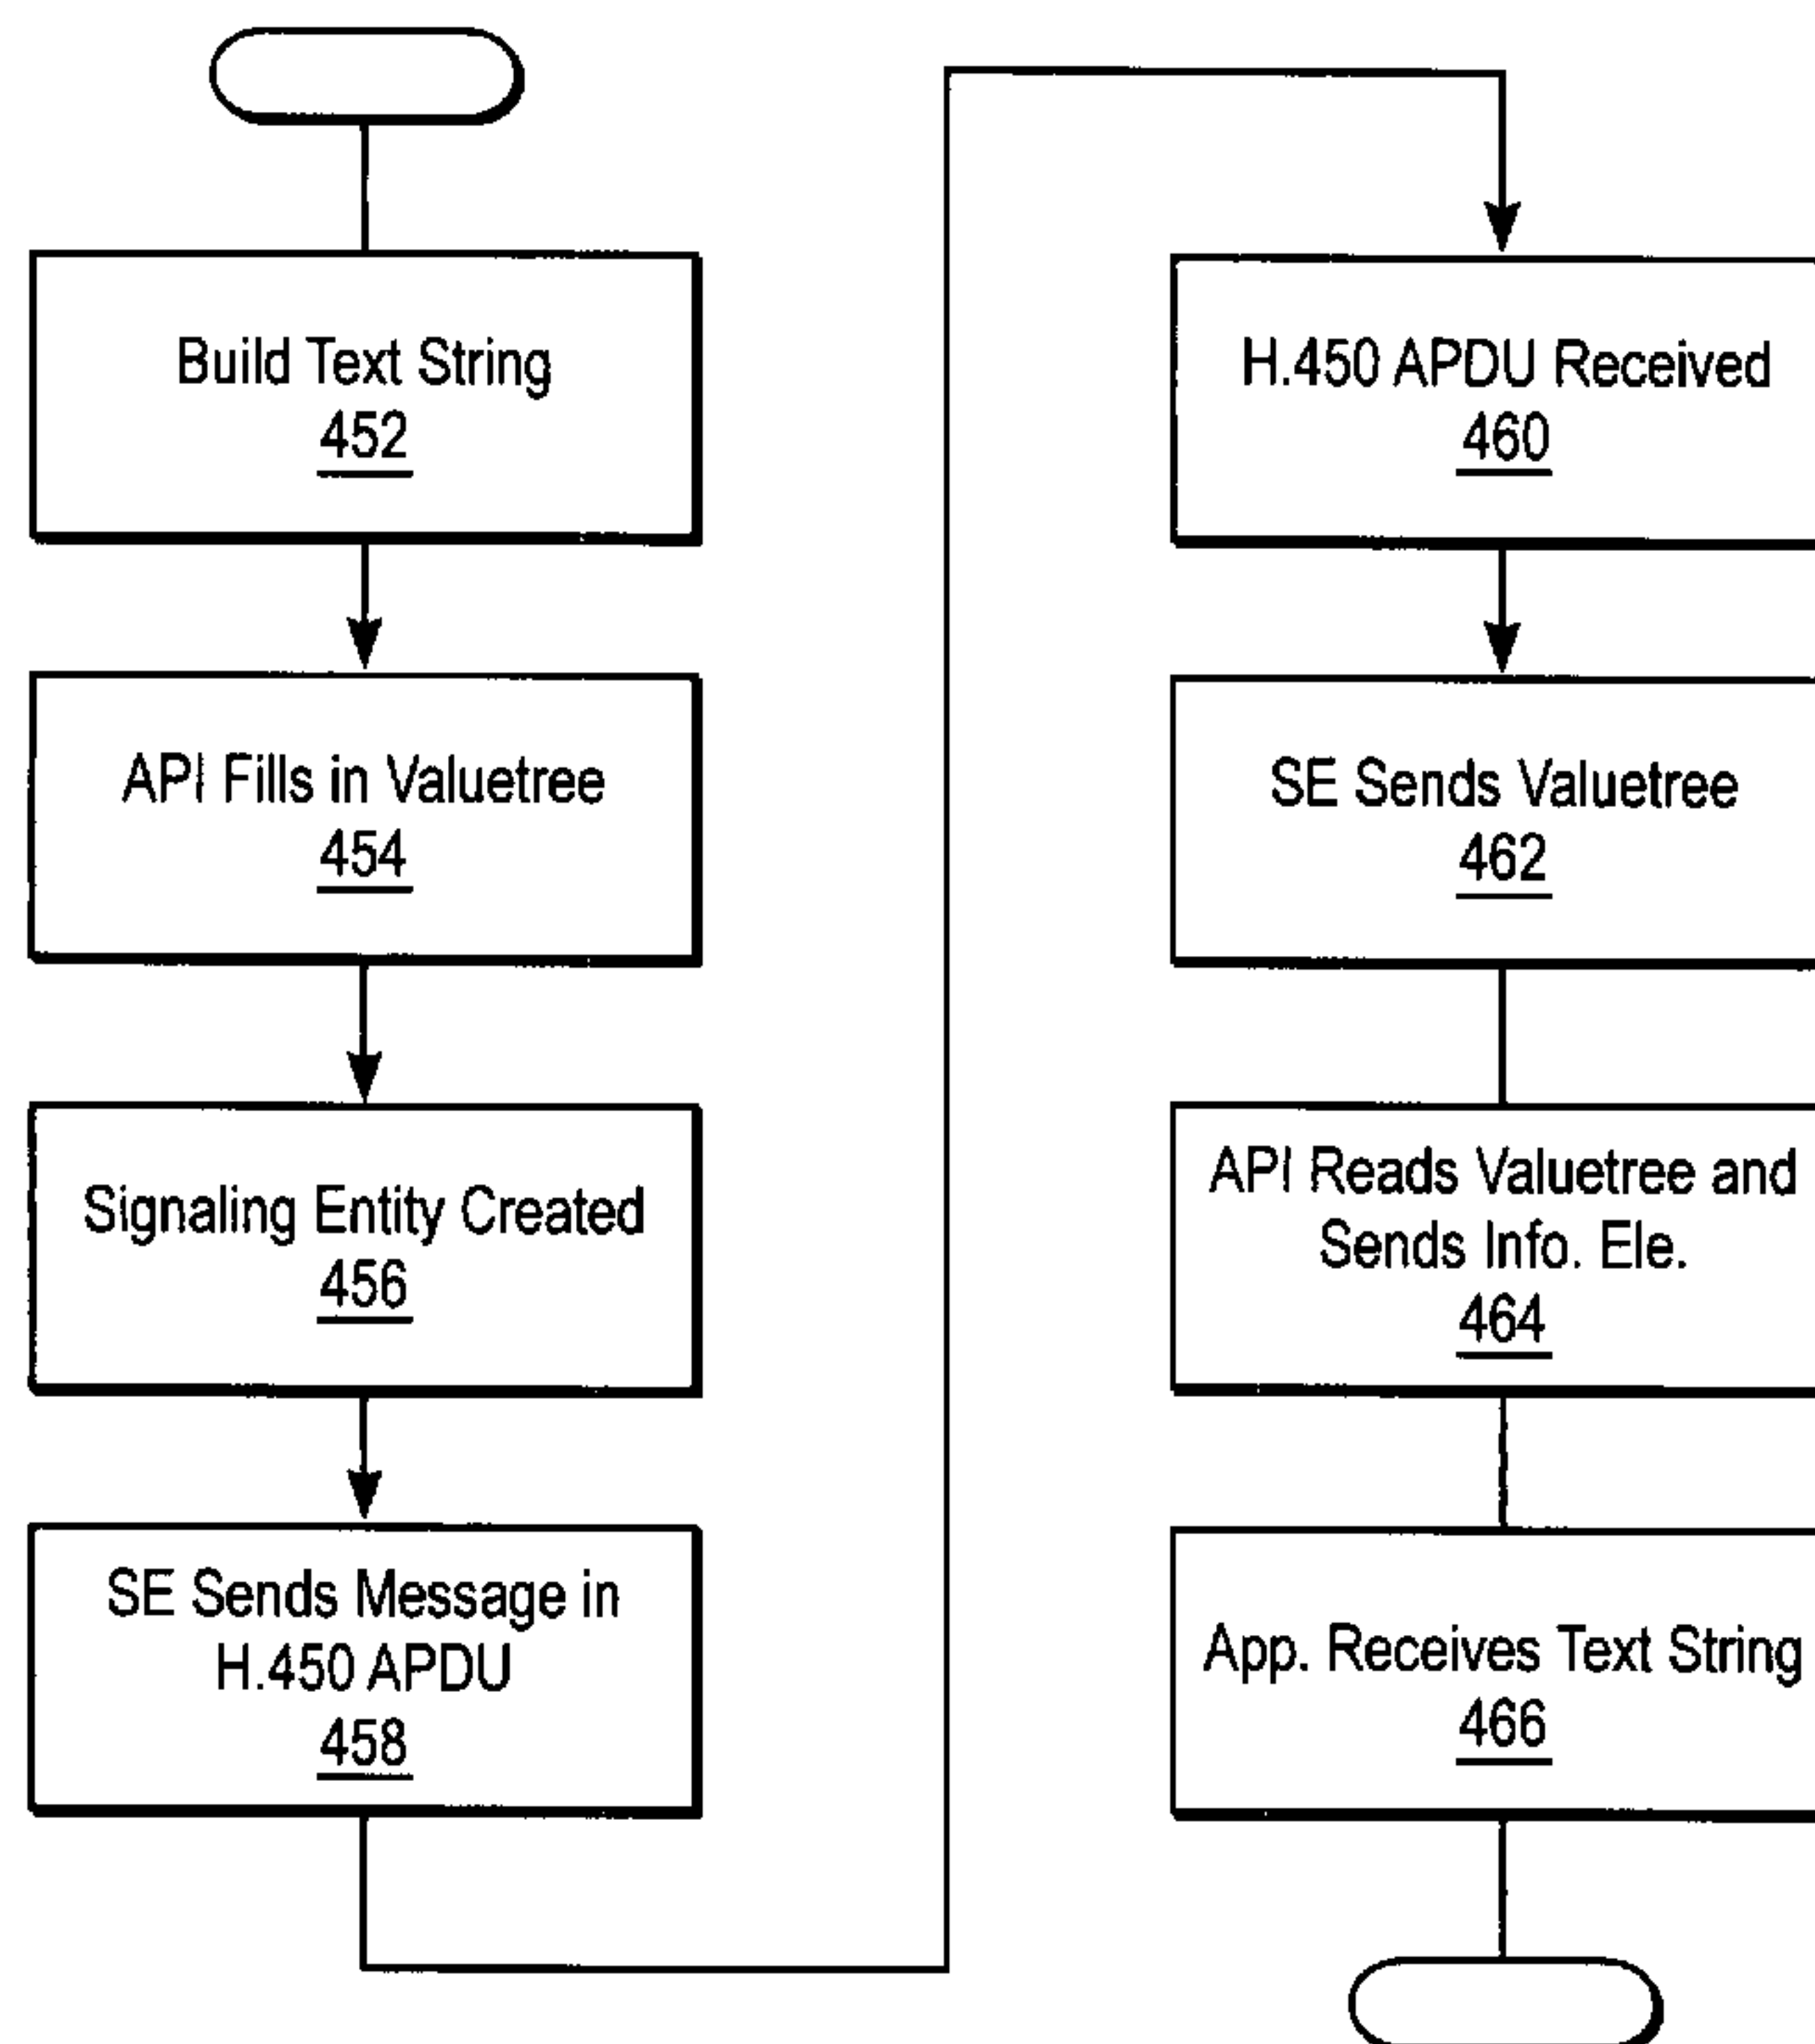 Build Text String
452
API Fills in Valuetree
454
Signaling Entity Created
456
SE Sends Message in
H.450 APDU
458
H.450 APDU Received
460
SE Sends Valuetree
462
API Reads Valuetree and
Sends Info. Ele.
464
App. Receives Text String
466